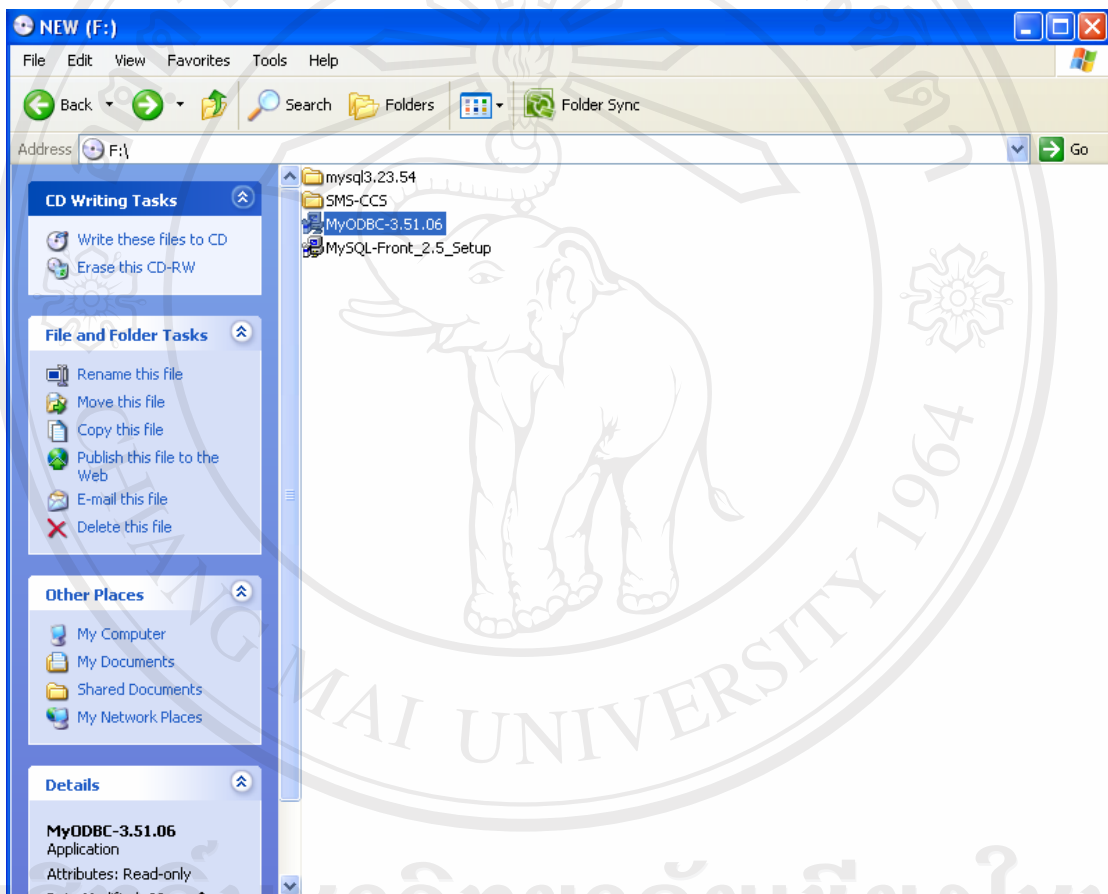 NEW (F:)
File Edit View Favorites Tools Help
Back Search Folders Folder Sync
Address F:\ Go
CD Writing Tasks
Write these files to CD
Erase this CD-RW
File and Folder Tasks
Rename this file
Move this file
Copy this file
Publish this file to the
Web
E-mail this file
Delete this file
Other Places
My Computer
My Documents
Shared Documents
My Network Places
Details
MyODBC-3.51.06
Application
Attributes: Read-only
mysql3.23.54
SMS-CCS
MyODBC-3.51.06
MySQL-Front_2.5_Setup
CHIANG MAI UNIVERSITY 1964